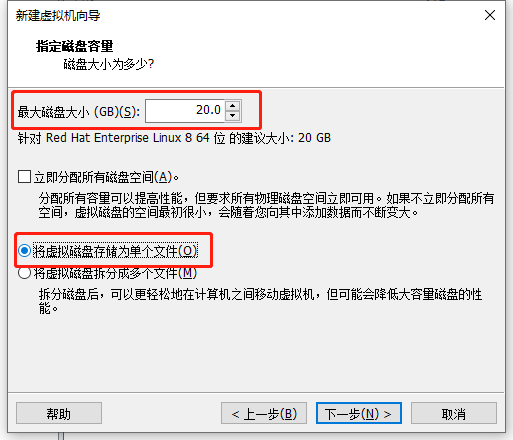 新建虚拟机向导
指定磁盘容量
磁盘大小为多少?
最大磁盘大小 (GB)(S): 20.0
针对 Red Hat Enterprise Linux 8 64 位 的建议大小: 20 GB
立即分配所有磁盘空间(A)。
分配所有容量可以提高性能，但要求所有物理磁盘空间立即可用。如果不立即分配所有
空间，虚拟磁盘的空间最初很小，会随着您向其中添加数据而不断变大。
将虚拟磁盘存储为单个文件(O)
将虚拟磁盘拆分成多个文件(M)
拆分磁盘后，可以更轻松地在计算机之间移动虚拟机，但可能会降低大容量磁盘的性
能。
帮助 < 上一步(B) 下一步(N) > 取消